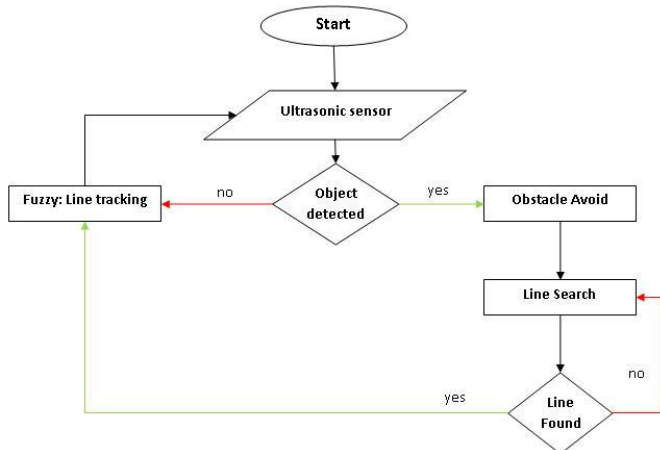 Start
Ultrasonic sensor
Object
detected
no
yes
Fuzzy: Line tracking
Obstacle Avoid
Line Search
no
yes
Line
Found